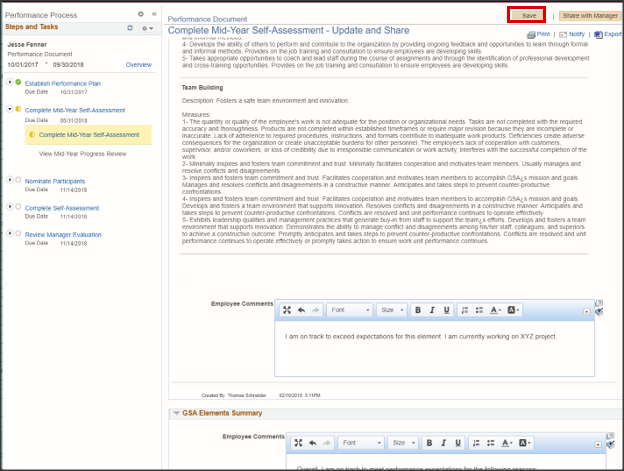 Performance Process
Steps and Tasks
Jesse Fenner
Performance Document
10/01/2017 - 09/30/2018
Overview
Establish Performance Plan
Due Date 10/31/2017
Complete Mid-Year Self-Assessment
Due Date 05/31/2018
Complete Mid-Year Self-Assessment
View Mid-Year Progress Review
Nominate Participants
Due Date 11/14/2018
Complete Self-Assessment
Due Date 11/14/2018
Review Manager Evaluation
Due Date 11/14/2018
Performance Document
Save | Share with Manager
Complete Mid-Year Self-Assessment - Update and Share
Print | Notify | Export
and informal methods.
4- Develops the ability of others to perform and contribute to the organization by providing ongoing feedback and opportunities to learn through formal
and informal methods. Provides on the job training and consultation to ensure employees are developing skills.
5- Takes appropriate opportunities to coach and lead staff during the course of assignments and through the identification of professional development
and cross-training opportunities. Provides on the job training and consultation to ensure employees are developing skills.
Team Building
Description: Fosters a safe team environment and innovation.
Measures:
1- The quantity or quality of the employee's work is not adequate for the position or organizational needs. Tasks are not completed with the required
accuracy and thoroughness. Products are not completed within established timeframes or require major revision because they are incomplete or
inaccurate. Lack of adherence to required procedures, instructions, and formats contribute to inadequate work products. Deficiencies create adverse
consequences for the organization or create unacceptable burdens for other personnel. The employee's lack of cooperation with customers,
supervisor, and/or coworkers, or loss of credibility due to irresponsible communication or work activity, interferes with the successful completion of the
work.
2- Minimally inspires and fosters team commitment and trust. Minimally facilitates cooperation and motivates team members. Usually manages and
resolve conflicts and disagreements.
3- Inspires and fosters team commitment and trust. Facilitates cooperation and motivates team members to accomplish GSA¿s mission and goals.
Manages and resolves conflicts and disagreements in a constructive manner. Anticipates and takes steps to prevent counter-productive
confrontations.
4- Inspires and fosters team commitment and trust. Facilitates cooperation and motivates team members to accomplish GSA¿s mission and goals.
Develops and fosters a team environment that supports innovation. Resolves conflicts and disagreements in a constructive manner. Anticipates and
takes steps to prevent counter-productive confrontations. Conflicts are resolved and unit performance continues to operate effectively.
5- Exhibits leadership qualities and management practices that generate buy-in from staff to support the team¿s efforts. Develops and fosters a team
environment that supports innovation. Demonstrates the ability to manage conflict and disagreements among his/her staff, colleagues, and superiors
to achieve a constructive outcome. Promptly anticipates and takes steps to prevent counter-productive confrontations. Conflicts are resolved and unit
performance continues to operate effectively or promptly takes action to ensure work unit performance continues.
Employee Comments
Font Size B I U A A
I am on track to exceed expectations for this element. I am currently working on XYZ project.
Created By Thomas Schneider 02/10/2018 3:11PM
GSA Elements Summary
Employee Comments
Font Size B I U A A
Overall, I am on track to meet performance expectations for the following reasons: